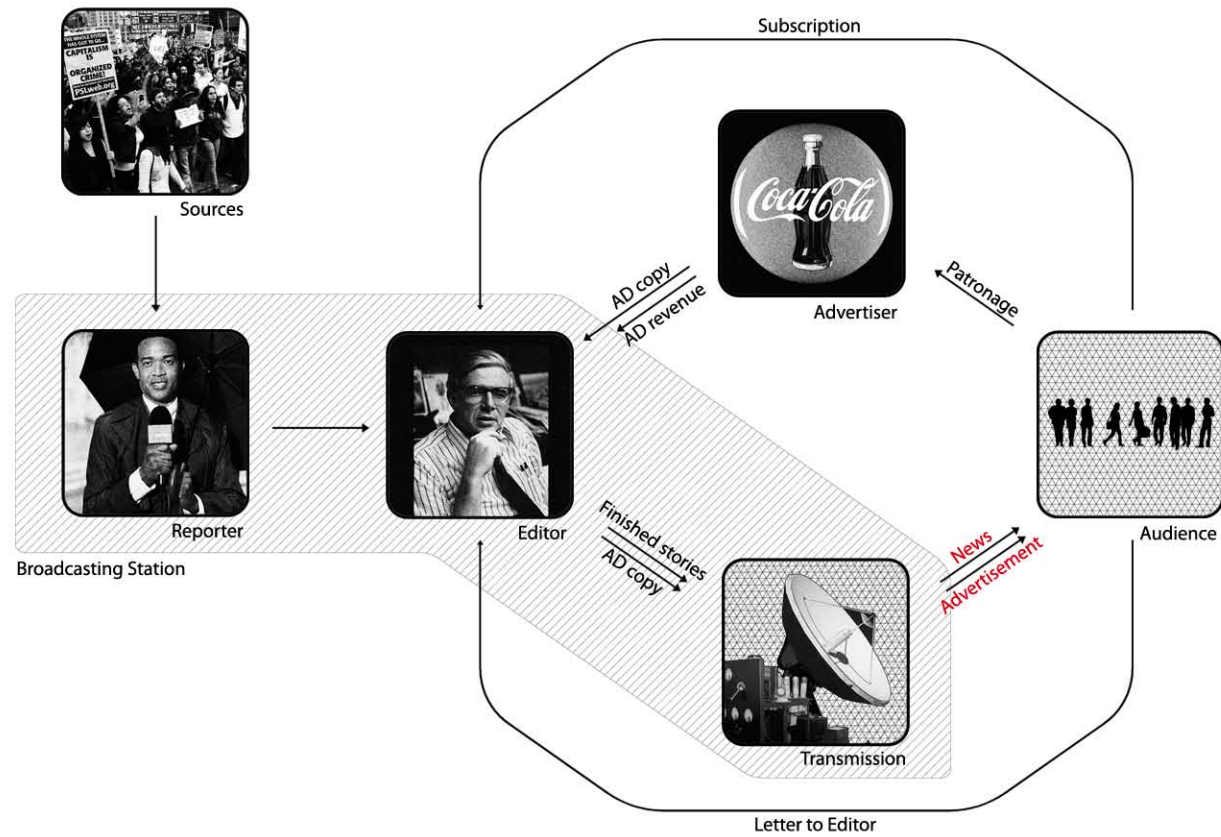 THE WHOLE SYSTEM
HAS GOT TO GO...
CAPITALISM
IS
ORGANIZED
CRIME!
PSLweb.org
Sources
Subscription
Coca-Cola
Advertiser
AD copy
AD revenue
Patronage
Reporter
Editor
Audience
Broadcasting Station
Finished stories
AD copy
News
Advertisement
Transmission
Letter to Editor